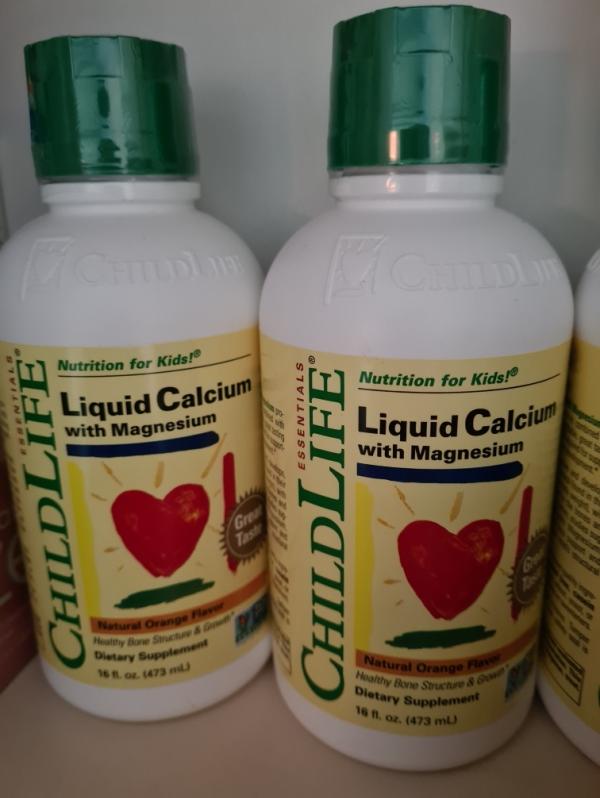 CHILDLIFE
ESSENTIALS®
CHILDLIFE
Nutrition for Kids!®
Liquid Calcium
with Magnesium
Great
Taste
Natural Orange Flavor
Healthy Bone Structure & Growth*
Dietary Supplement
16 fl. oz. (473 mL)
CHILDLIFE
ESSENTIALS®
CHILDLIFE
Nutrition for Kids!®
Liquid Calcium
with Magnesium
Great
Taste
Natural Orange Flavor
Healthy Bone Structure & Growth*
Dietary Supplement
16 fl. oz. (473 mL)